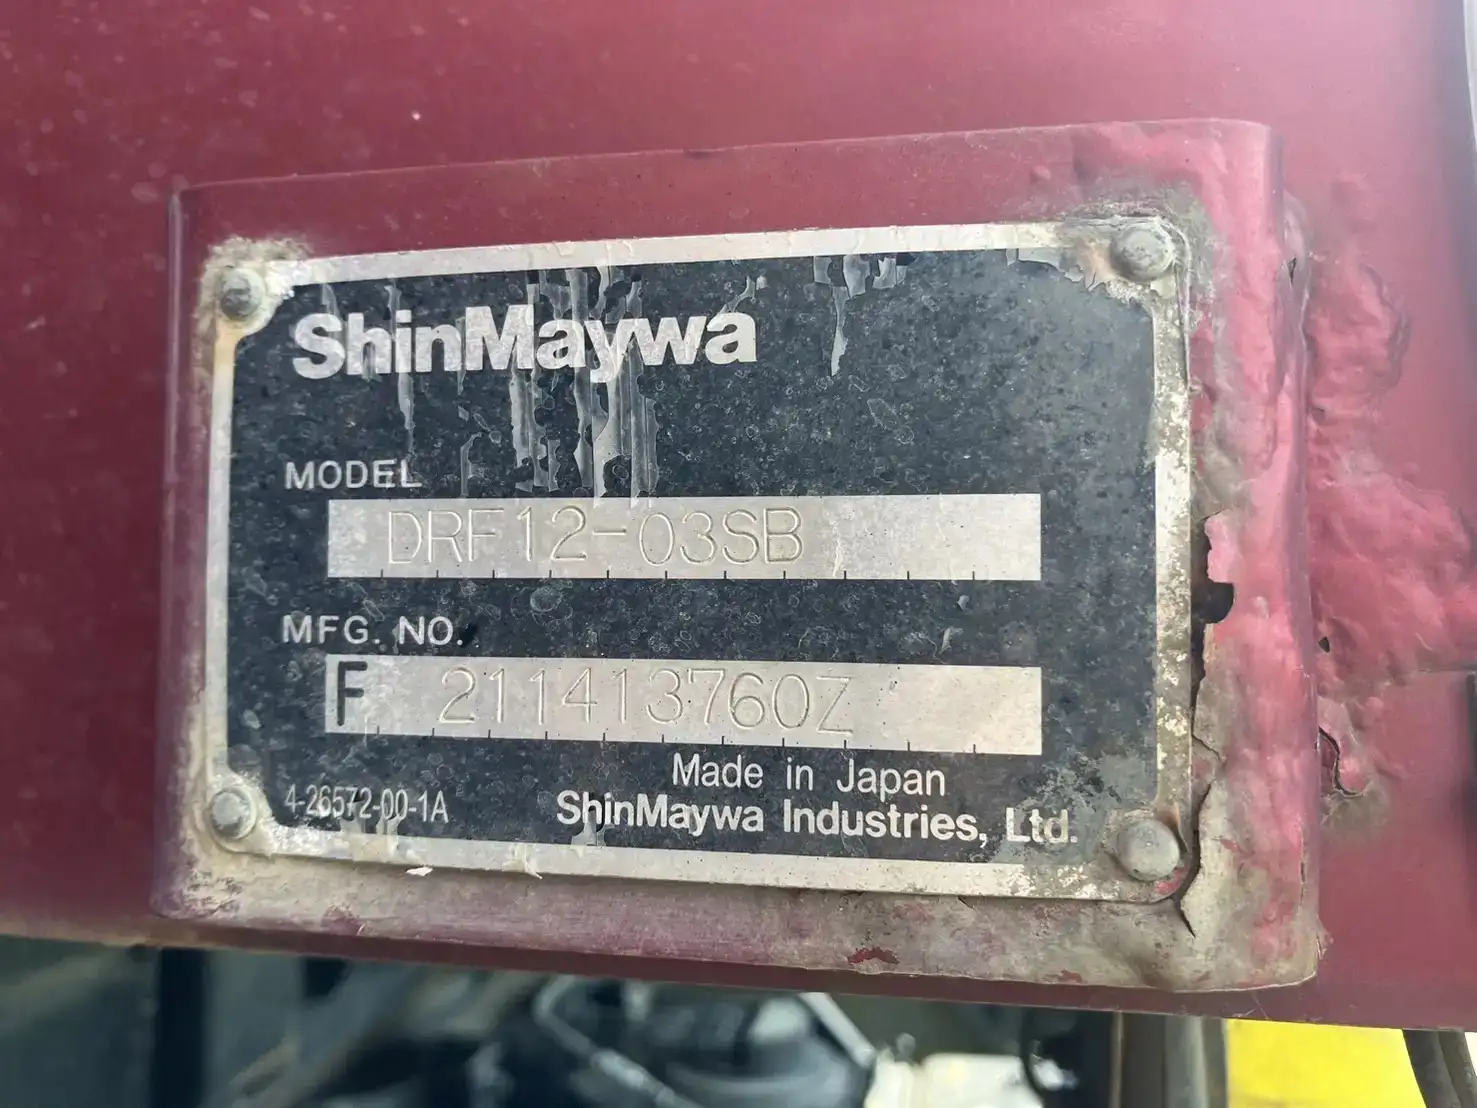 ShinMaywa
MODEL
DRF12-03SB
MFG. NO.
F 211413760Z
Made in Japan
4-26572-00-1A
ShinMaywa Industries, Ltd.